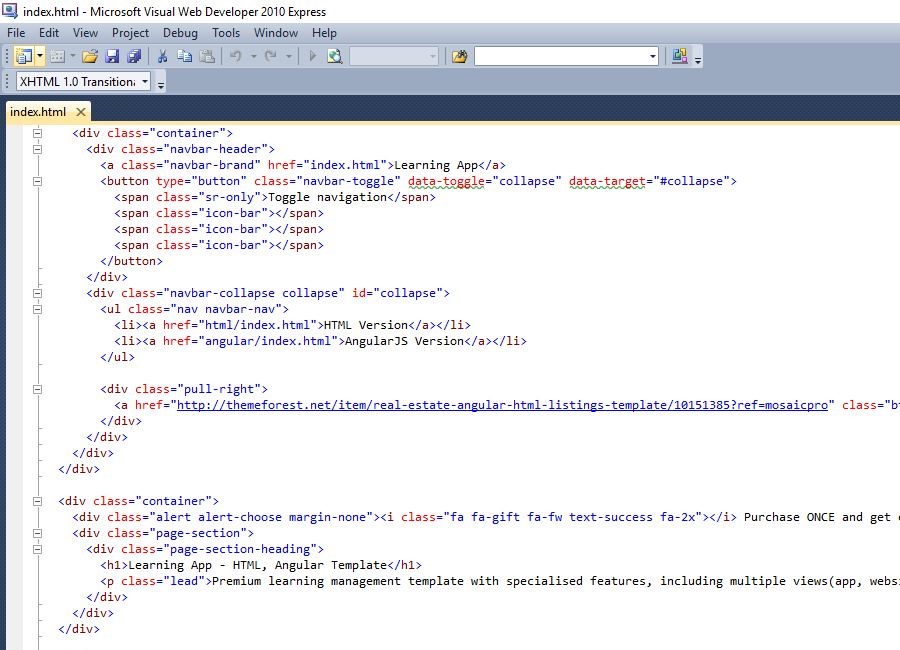 index.html - Microsoft Visual Web Developer 2010 Express
File Edit View Project Debug Tools Window Help
XHTML 1.0 Transition
index.html
<div class="container">
<div class="navbar-header">
<a class="navbar-brand" href="index.html">Learning App</a>
<button type="button" class="navbar-toggle" data-toggle="collapse" data-target="#collapse">
<span class="sr-only">Toggle navigation</span>
<span class="icon-bar"></span>
<span class="icon-bar"></span>
<span class="icon-bar"></span>
</button>
</div>
<div class="navbar-collapse collapse" id="collapse">
<ul class="nav navbar-nav">
<li><a href="html/index.html">HTML Version</a></li>
<li><a href="angular/index.html">AngularJS Version</a></li>
</ul>
<div class="pull-right">
<a href="http://themeforest.net/item/real-estate-angular-html-listings-template/10151385?ref=mosaicpro" class="b
</div>
</div>
</div>
</div>
<div class="container">
<div class="alert alert-choose margin-none"><i class="fa fa-gift fa-fw text-success fa-2x"></i> Purchase ONCE and get
<div class="page-section">
<div class="page-section-heading">
<h1>Learning App - HTML, Angular Template</h1>
<p class="lead">Premium learning management template with specialised features, including multiple views(app, webs
</div>
</div>
</div>